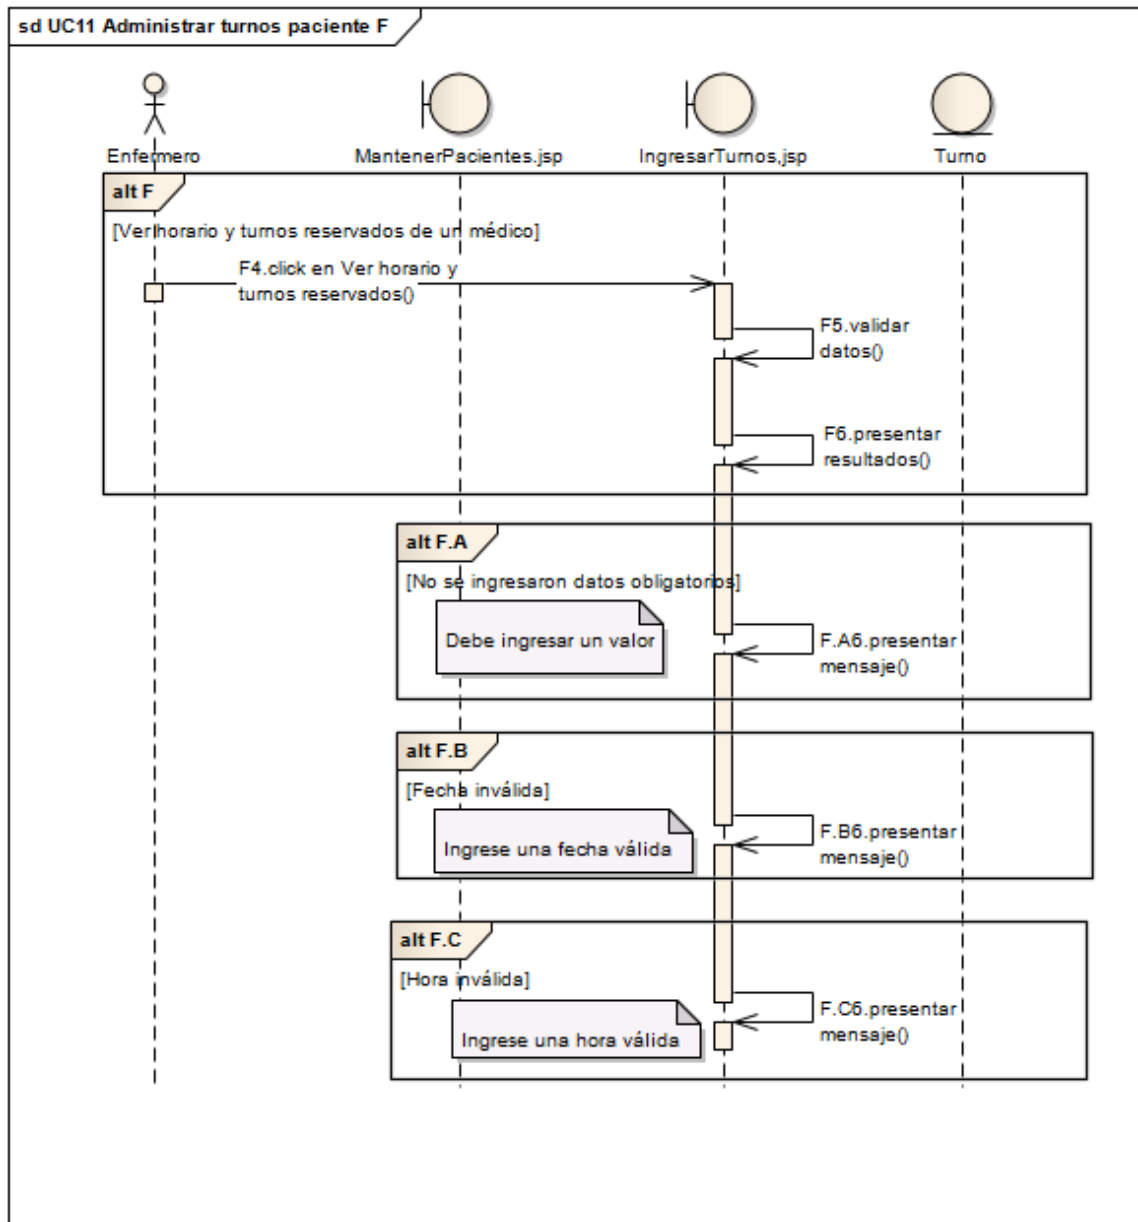 sd UC11 Administrar turnos paciente F
Enfermero
MantenerPacientes.jsp
IngresarTurnos.jsp
Turno
alt F
[Ver horario y turnos reservados de un médico]
F4.click en Ver horario y
turnos reservados()
F5.validar
datos()
F6.presentar
resultados()
alt F.A
[No se ingresaron datos obligatorios]
Debe ingresar un valor
F.A6.presentar
mensaje()
alt F.B
[Fecha inválida]
Ingrese una fecha válida
F.B6.presentar
mensaje()
alt F.C
[Hora inválida]
Ingrese una hora válida
F.C6.presentar
mensaje()